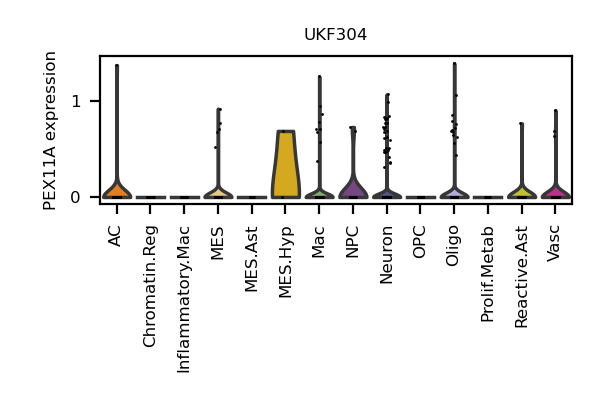 UKF304
PEX11A expression
1
0
AC
Chromatin.Reg
Inflammatory.Mac
MES
MES.Ast
MES.Hyp
Mac
NPC
Neuron
OPC
Oligo
Prolif.Metab
Reactive.Ast
Vasc